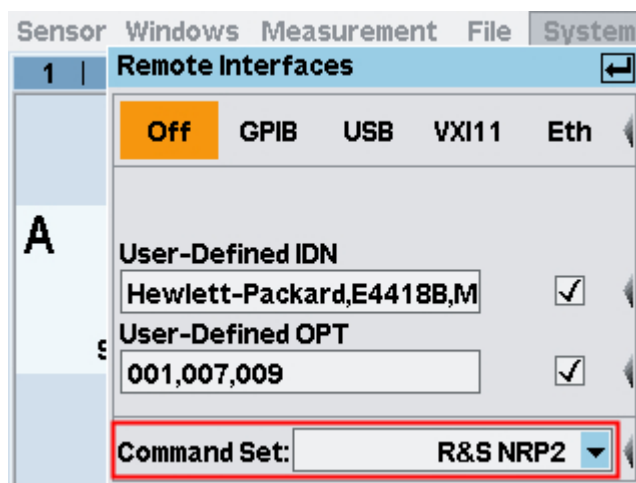 Sensor Windows Measurement File System
1 |
Remote Interfaces
Off GPIB USB VXI11 Eth
A
User-Defined IDN
Hewlett-Packard,E4418B,M
User-Defined OPT
001,007,009
Command Set: R&S NRP2